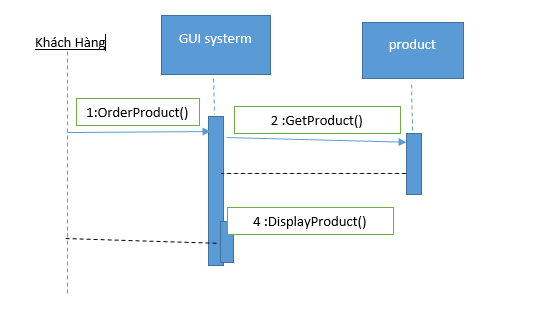 Khách Hàng
GUI systerm
product
1:OrderProduct()
2 :GetProduct()
4 :DisplayProduct()